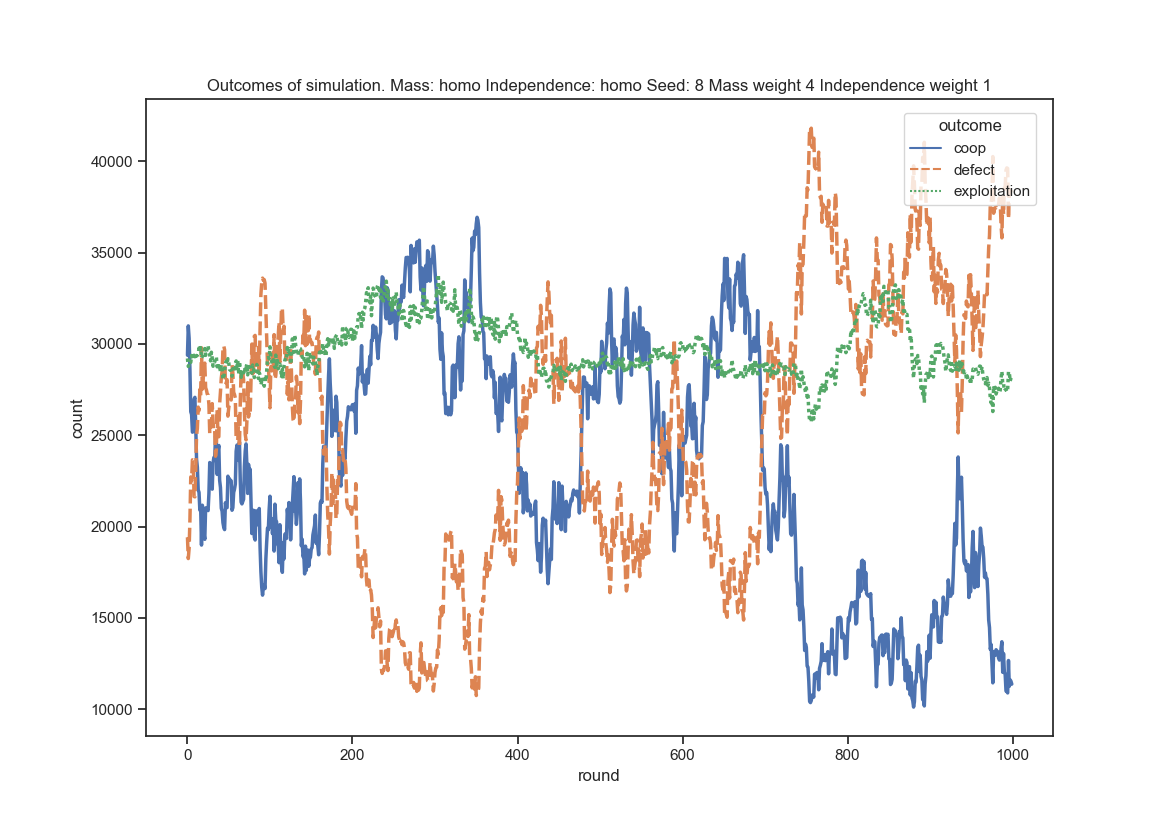 Outcomes of simulation. Mass: homo Independence: homo Seed: 8 Mass weight 4 Independence weight 1
outcome
coop
defect
exploitation
40000
35000
30000
25000
20000
15000
10000
count
0 200 400 600 800 1000
round